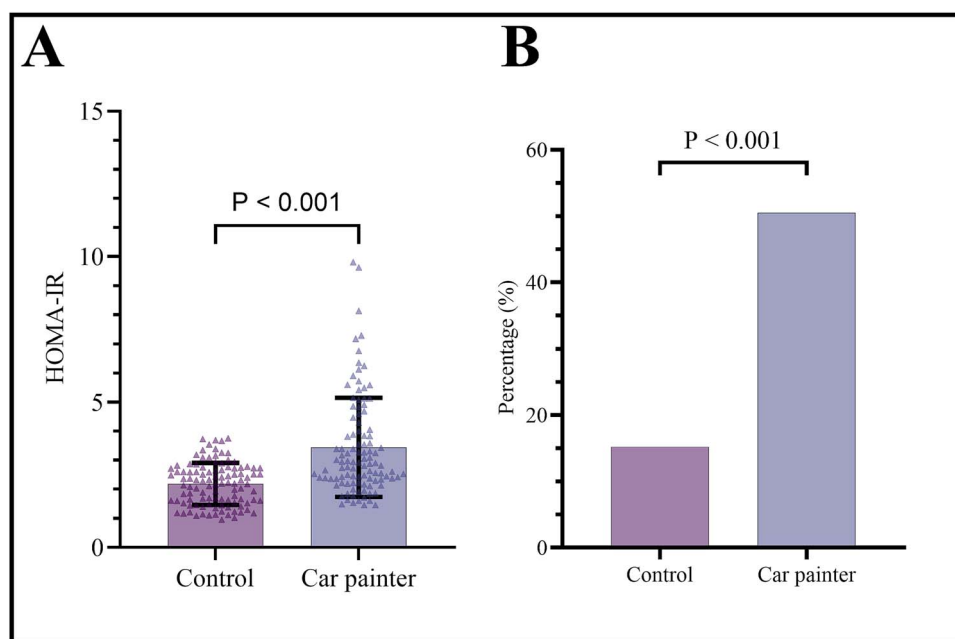 A
HOMA-IR
15
10
5
0
P < 0.001
Control
Car painter
B
Percentage (%)
60
40
20
0
P < 0.001
Control
Car painter